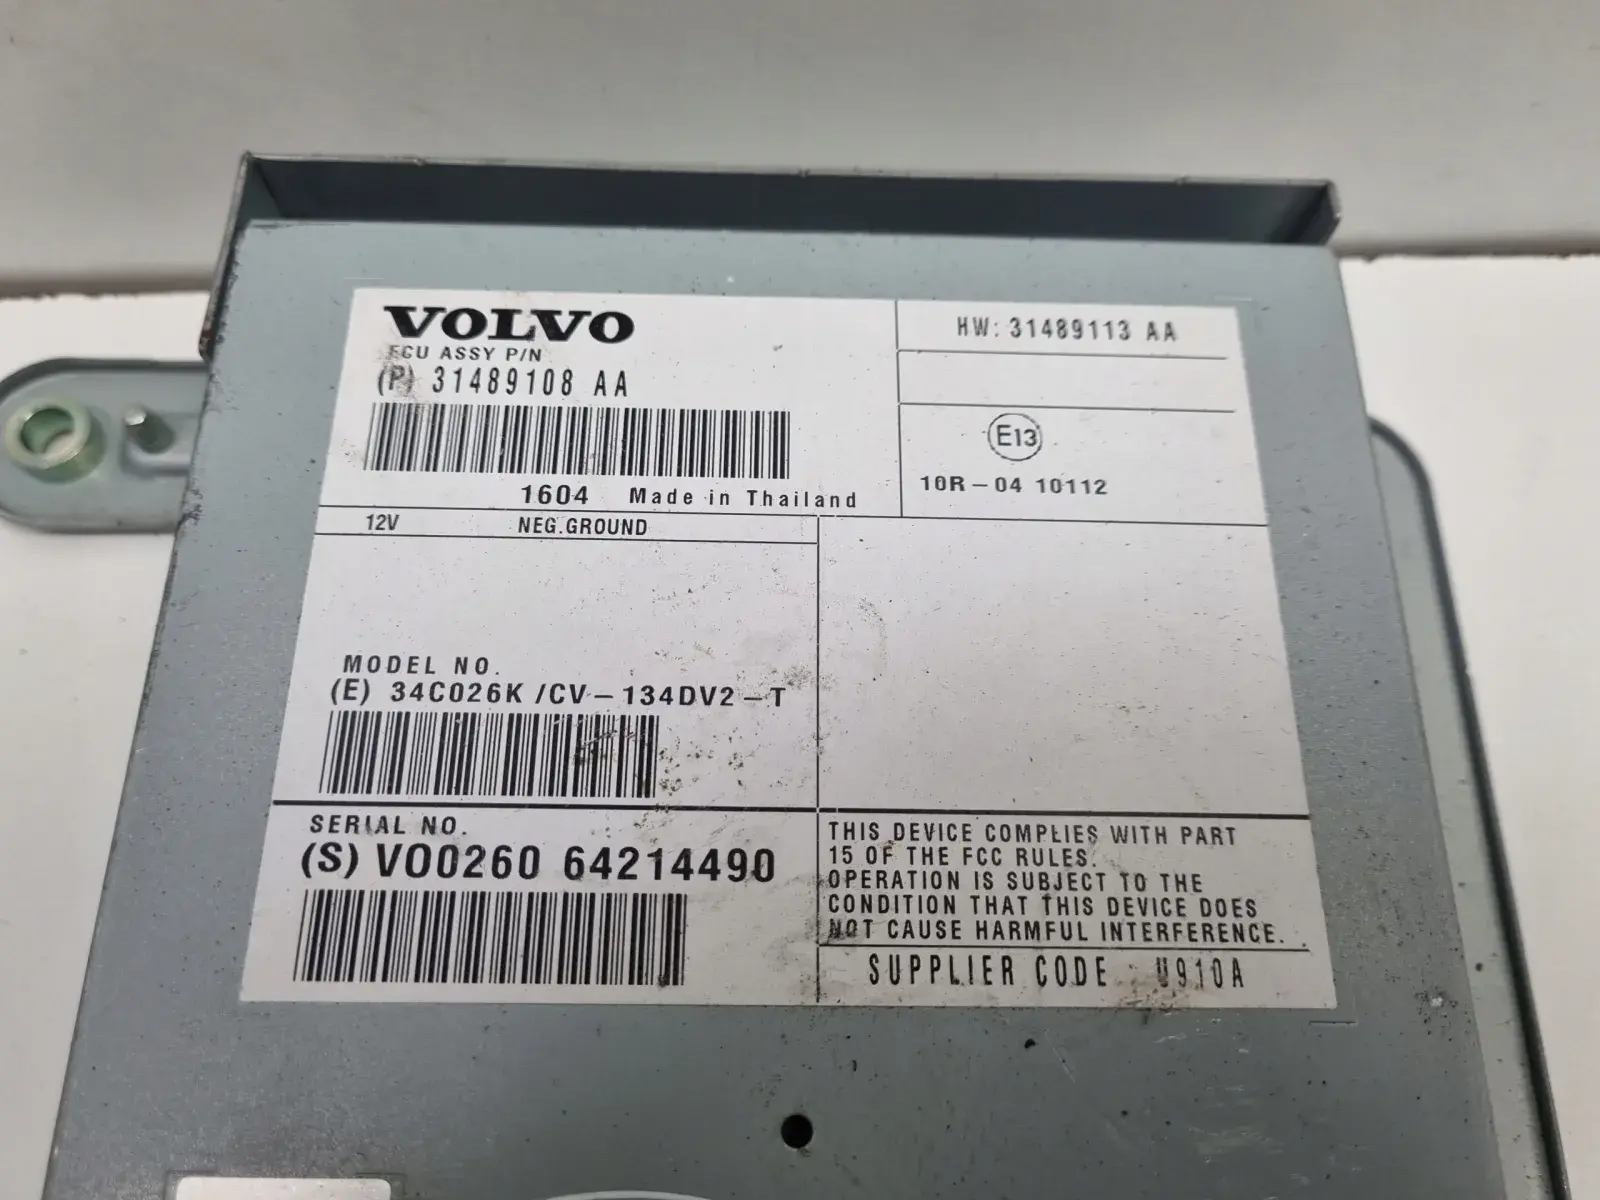 VOLVO
ECU ASSY P/N
(P) 31489108 AA
1604 Made in Thailand
HW: 31489113 AA
E13
10R-04 10112
12V NEG.GROUND
MODEL NO.
(E) 34C026K /CV-134DV2-T
SERIAL NO.
(S) VO0260 64214490
THIS DEVICE COMPLIES WITH PART
15 OF THE FCC RULES.
OPERATION IS SUBJECT TO THE
CONDITION THAT THIS DEVICE DOES
NOT CAUSE HARMFUL INTERFERENCE.
SUPPLIER CODE U910A